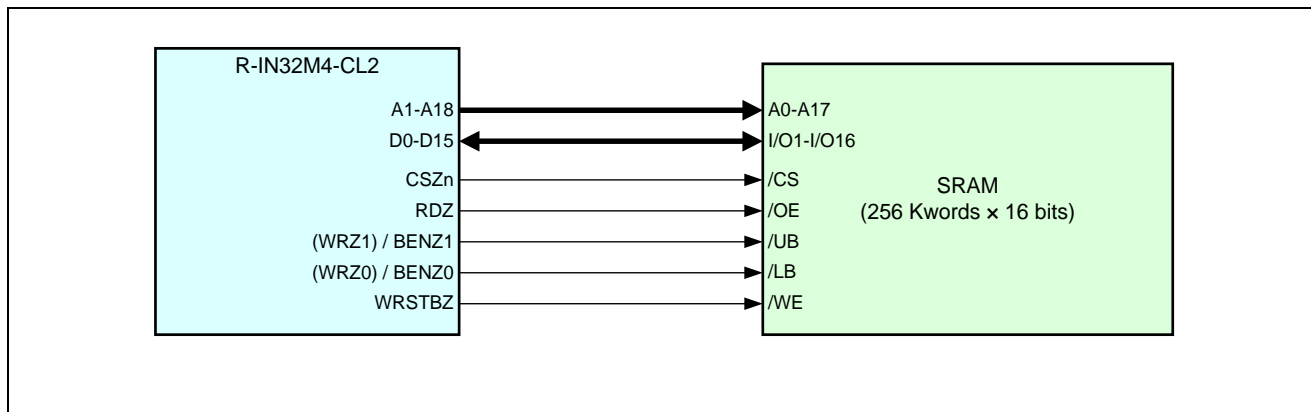 R-IN32M4-CL2
A1-A18
D0-D15
CSZn
RDZ
(WRZ1) / BENZ1
(WRZ0) / BENZ0
WRSTBZ
A0-A17
I/O1-I/O16
/CS
/OE
/UB
/LB
/WE
SRAM
(256 Kwords × 16 bits)